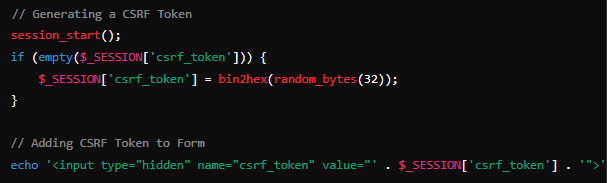 // Generating a CSRF Token
session_start();
if (empty($_SESSION['csrf_token'])) {
$_SESSION['csrf_token'] = bin2hex(random_bytes(32));
}
// Adding CSRF Token to Form
echo '<input type="hidden" name="csrf_token" value="' . $_SESSION['csrf_token'] . '">'